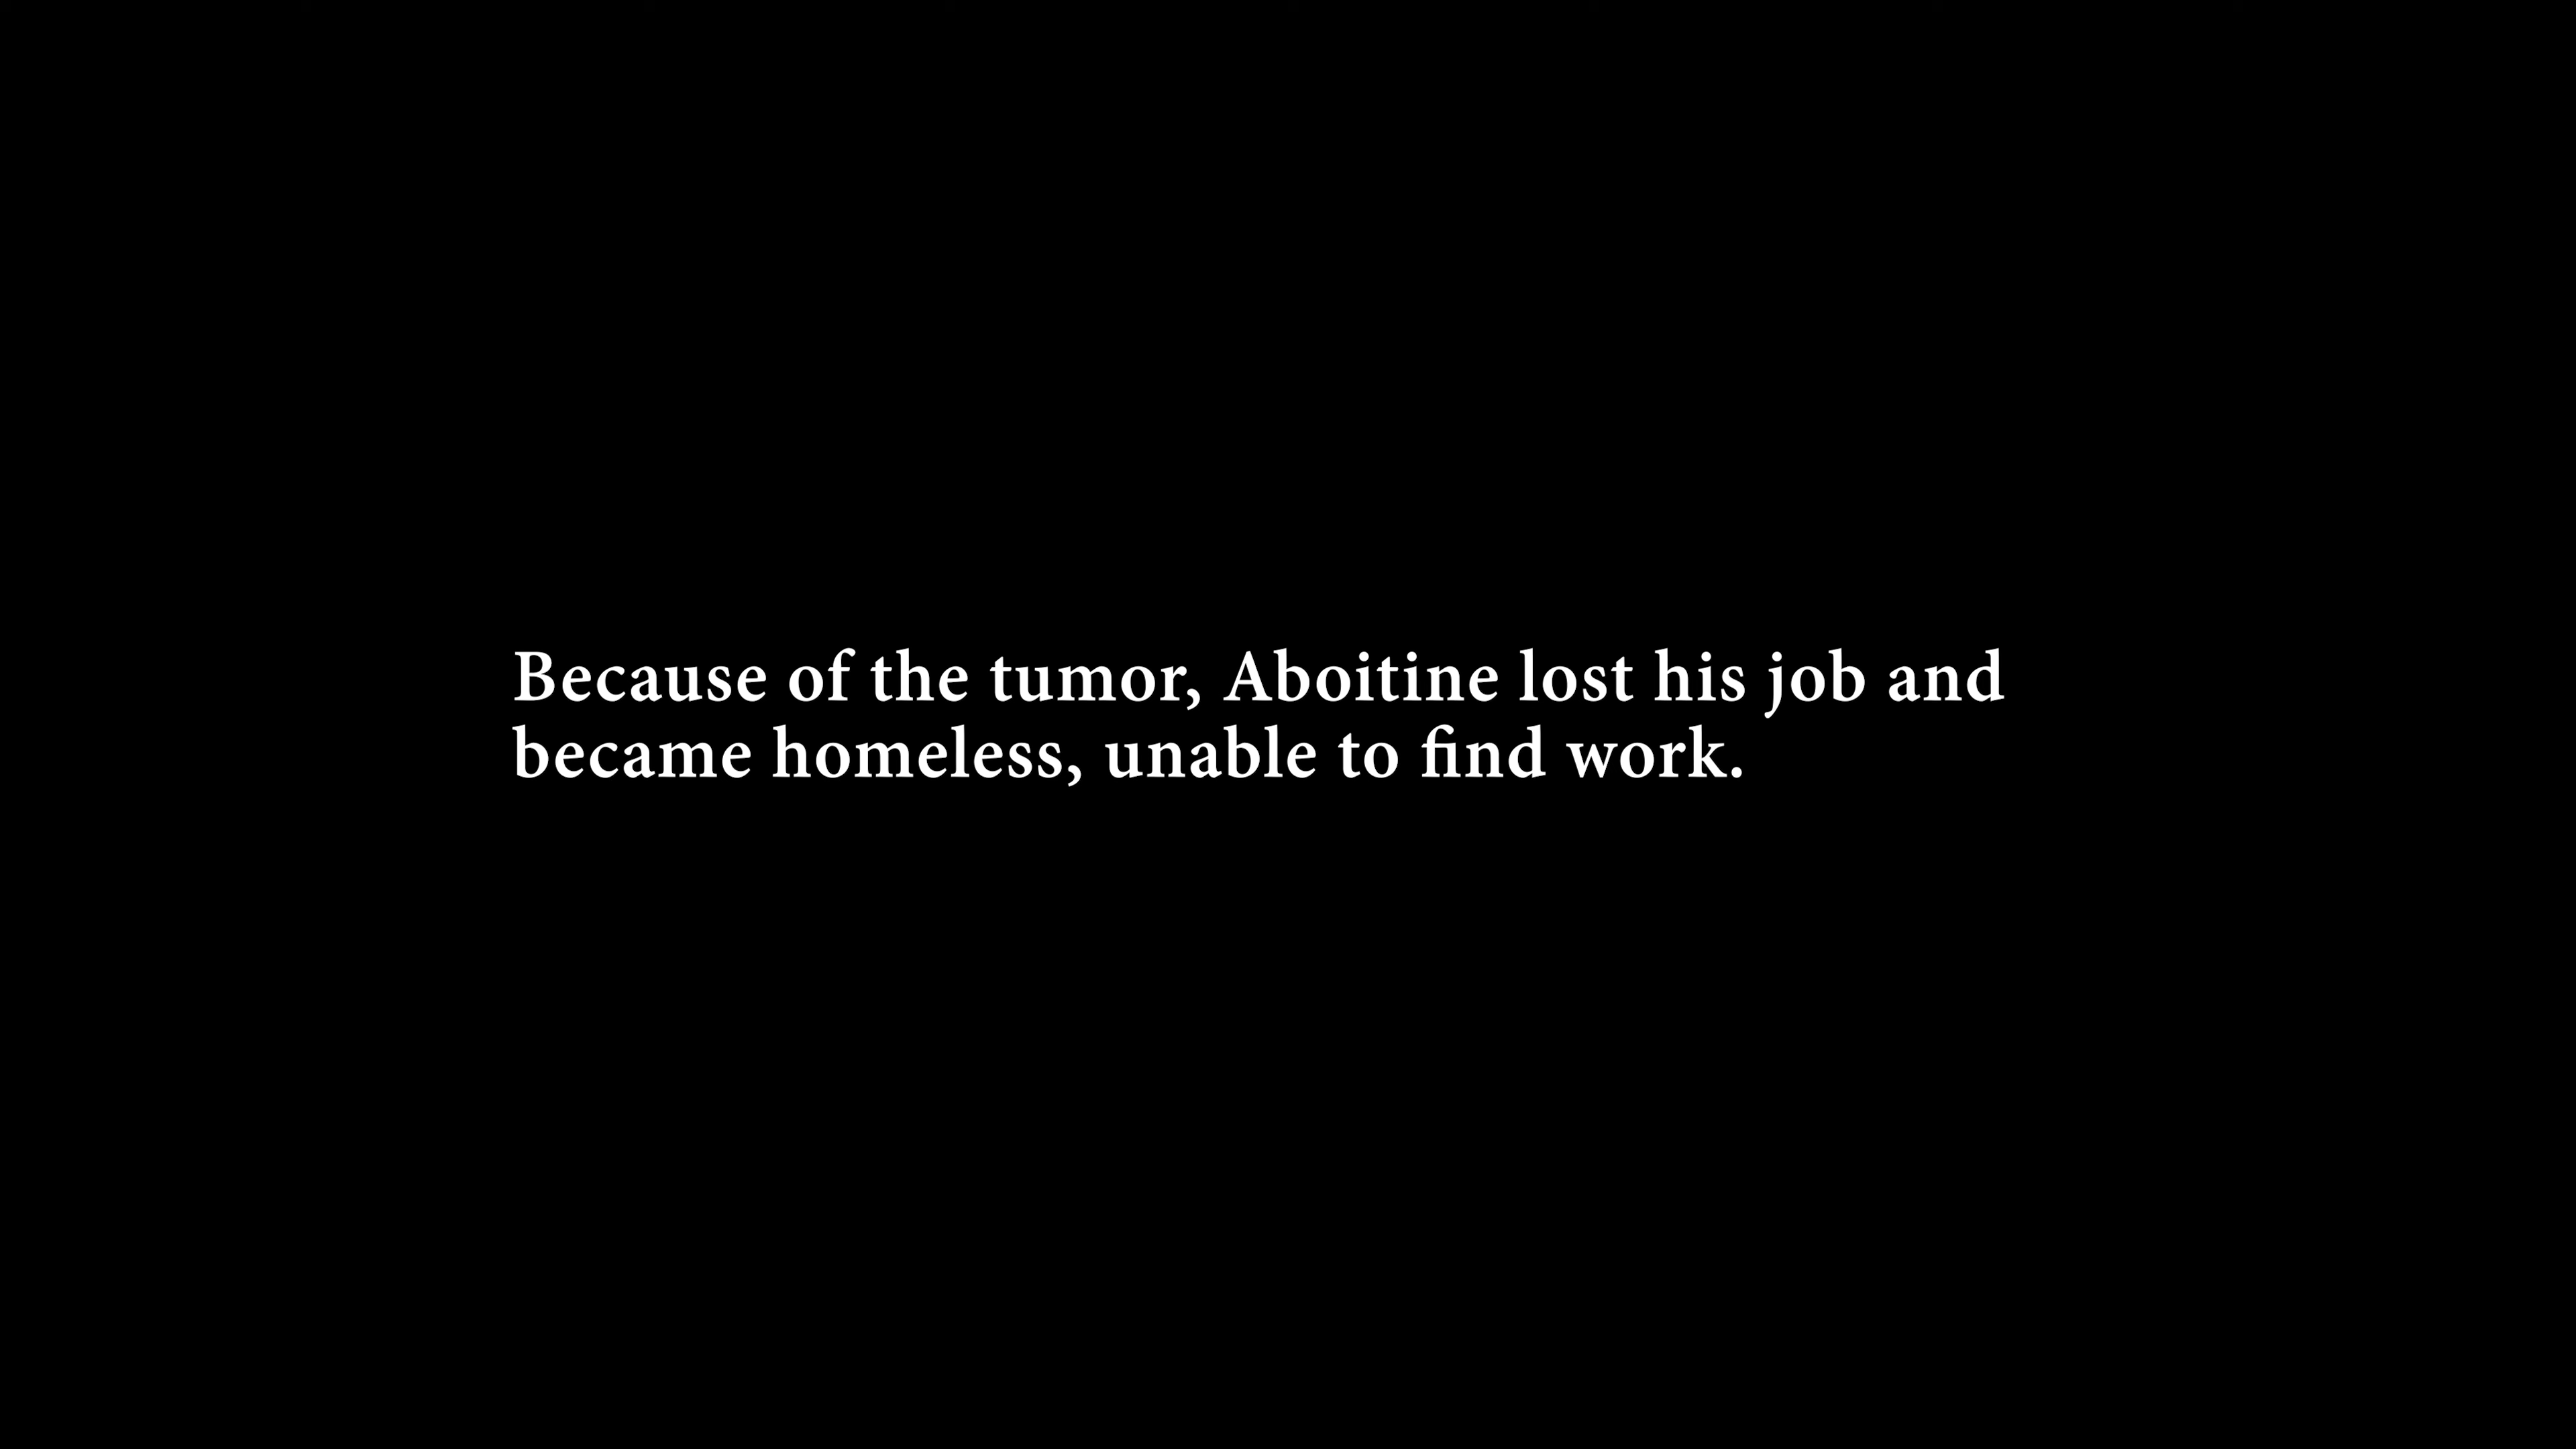 Because of the tumor, Aboitine lost his job and
became homeless, unable to find work.